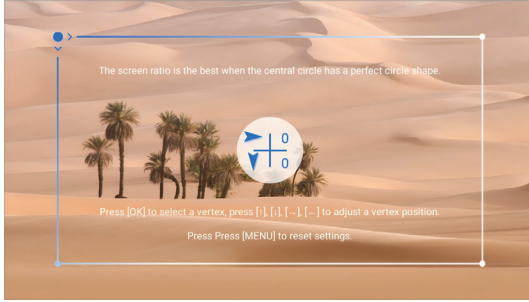 The screen ratio is the best when the central circle has a perfect circle shape.
0
0
Press [OK] to select a vertex, press [↑], [↓], [→], [←] to adjust a vertex position.
Press Press [MENU] to reset settings.